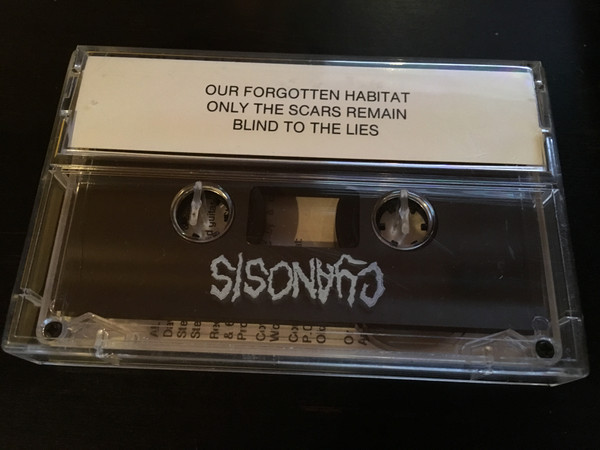 OUR FORGOTTEN HABITAT
ONLY THE SCARS REMAIN
BLIND TO THE LIES
CYANOSIS